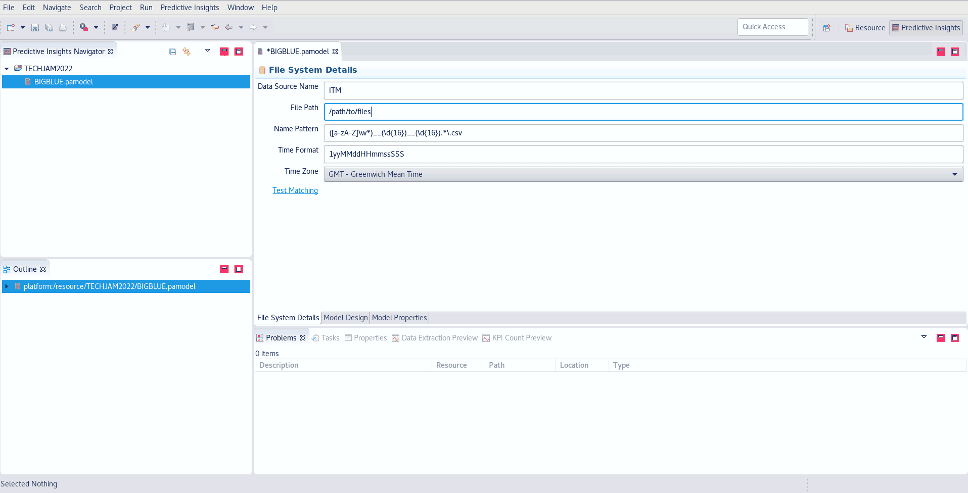 File Edit Navigate Search Project Run Predictive Insights Window Help
Quick Access
Resource
Predictive Insights
Predictive Insights Navigator
TECHJAM2022
BIGBLUE.pamodel
Outline
platform:/resource/TECHJAM2022/BIGBLUE.pamodel
*BIGBLUE.pamodel
File System Details
Data Source Name ITM
File Path /path/to/files
Name Pattern ([a-zA-Z]\w*)__(\d{16})__(\d{16}).*\.csv
Time Format 1yyMMddHHmmssSSS
Time Zone GMT - Greenwich Mean Time
Test Matching
File System Details Model Design Model Properties
Problems Tasks Properties Data Extraction Preview KPI Count Preview
0 items
Description Resource Path Location Type
Selected Nothing